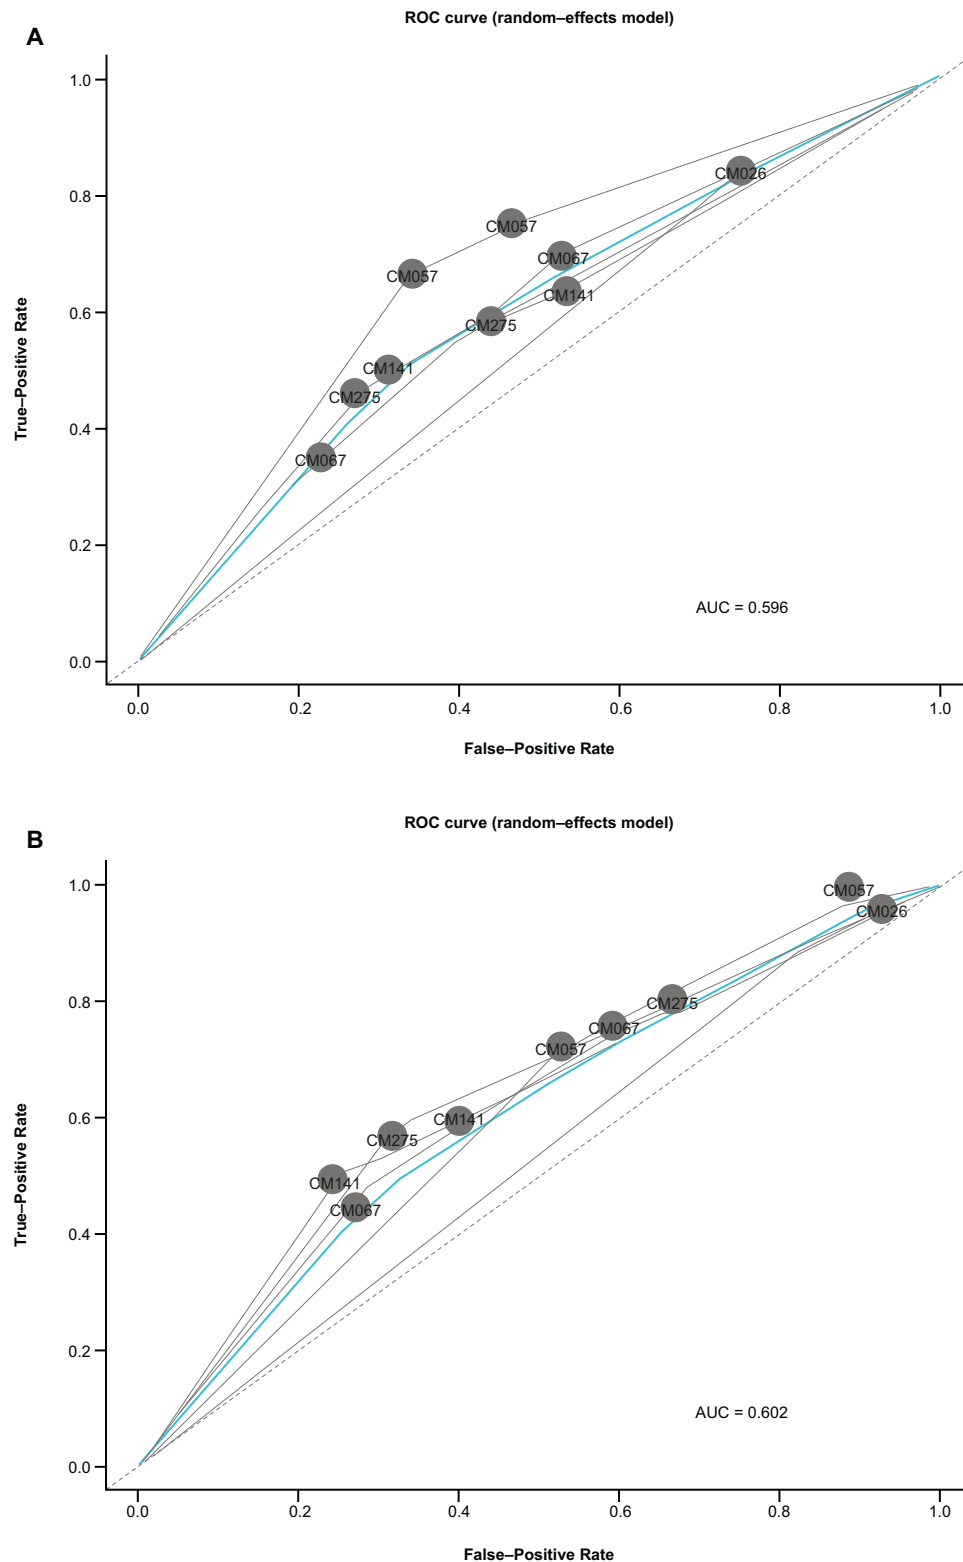 ROC curve (random–effects model)
A
1.0
0.8
0.6
0.4
0.2
0.0
True–Positive Rate
CM026
CM057
CM067
CM057
CM141
CM275
CM141
CM275
CM067
AUC = 0.596
0.0 0.2 0.4 0.6 0.8 1.0
False–Positive Rate
ROC curve (random–effects model)
B
1.0
0.8
0.6
0.4
0.2
0.0
True–Positive Rate
CM057
CM026
CM275
CM067
CM057
CM141
CM275
CM141
CM067
AUC = 0.602
0.0 0.2 0.4 0.6 0.8 1.0
False–Positive Rate